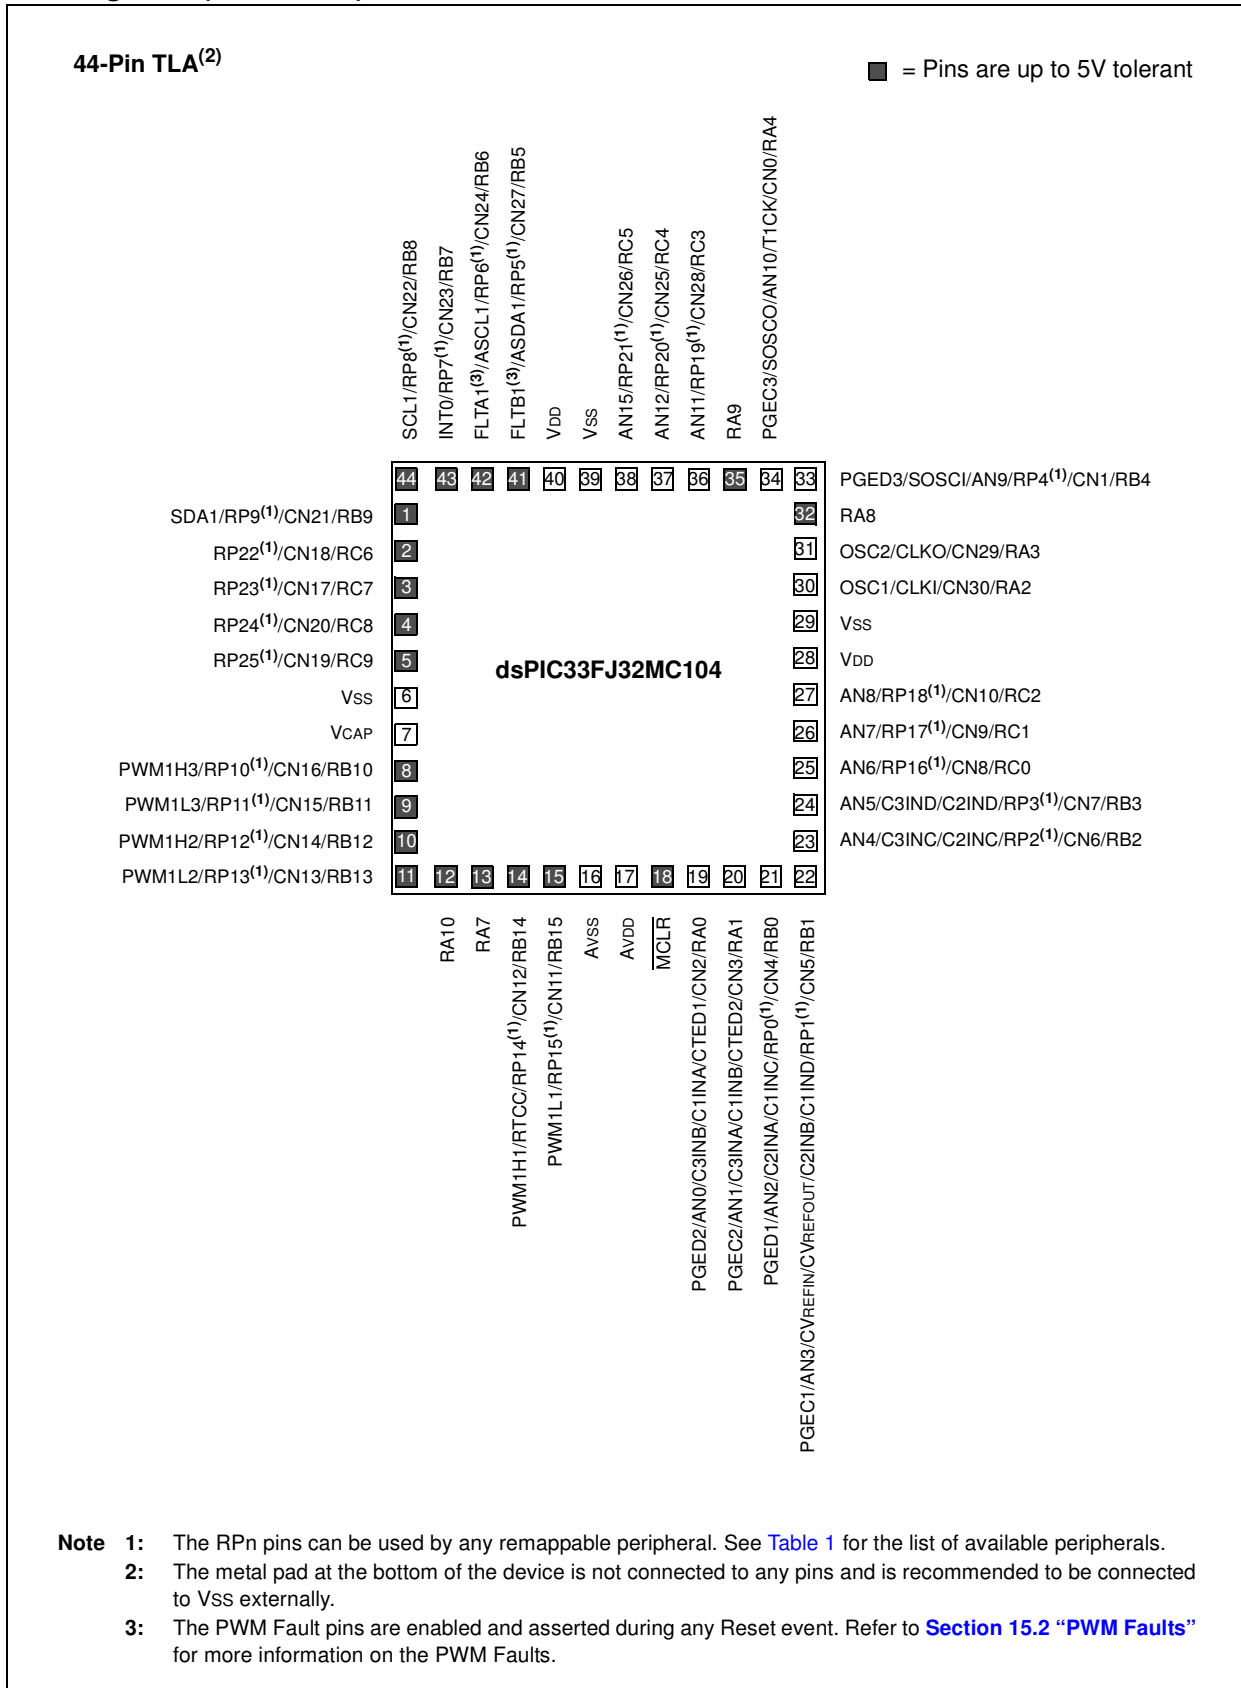 44-Pin TLA(2)
= Pins are up to 5V tolerant
SCL1/RP8(1)/CN22/RB8
INT0/RP7(1)/CN23/RB7
FLTA1(3)/ASCL1/RP6(1)/CN24/RB6
FLTB1(3)/ASDA1/RP5(1)/CN27/RB5
VDD
VSS
AN15/RP21(1)/CN26/RC5
AN12/RP20(1)/CN25/RC4
AN11/RP19(1)/CN28/RC3
RA9
PGEC3/SOSCO/AN10/T1CK/CN0/RA4
44 43 42 41 40 39 38 37 36 35 34 33 PGED3/SOSCI/AN9/RP4(1)/CN1/RB4
SDA1/RP9(1)/CN21/RB9 1 32 RA8
RP22(1)/CN18/RC6 2 31 OSC2/CLKO/CN29/RA3
RP23(1)/CN17/RC7 3 30 OSC1/CLKI/CN30/RA2
RP24(1)/CN20/RC8 4 29 VSS
RP25(1)/CN19/RC9 5 dsPIC33FJ32MC104 28 VDD
VSS 6 27 AN8/RP18(1)/CN10/RC2
VCAP 7 26 AN7/RP17(1)/CN9/RC1
PWM1H3/RP10(1)/CN16/RB10 8 25 AN6/RP16(1)/CN8/RC0
PWM1L3/RP11(1)/CN15/RB11 9 24 AN5/C3IND/C2IND/RP3(1)/CN7/RB3
PWM1H2/RP12(1)/CN14/RB12 10 23 AN4/C3INC/C2INC/RP2(1)/CN6/RB2
PWM1L2/RP13(1)/CN13/RB13 11 12 13 14 15 16 17 18 19 20 21 22
RA10
RA7
PWM1H1/RTCC/RP14(1)/CN12/RB14
PWM1L1/RP15(1)/CN11/RB15
AVSS
AVDD
MCLR
PGED2/AN0/C3INB/C1INA/CTED1/CN2/RA0
PGEC2/AN1/C3INA/C1INB/CTED2/CN3/RA1
PGED1/AN2/C2INA/C1INC/RP0(1)/CN4/RB0
PGEC1/AN3/CVREFIN/CVREFOUT/C2INB/C1IND/RP1(1)/CN5/RB1
Note 1: The RPn pins can be used by any remappable peripheral. See Table 1 for the list of available peripherals.
2: The metal pad at the bottom of the device is not connected to any pins and is recommended to be connected
to VSS externally.
3: The PWM Fault pins are enabled and asserted during any Reset event. Refer to Section 15.2 “PWM Faults”
for more information on the PWM Faults.